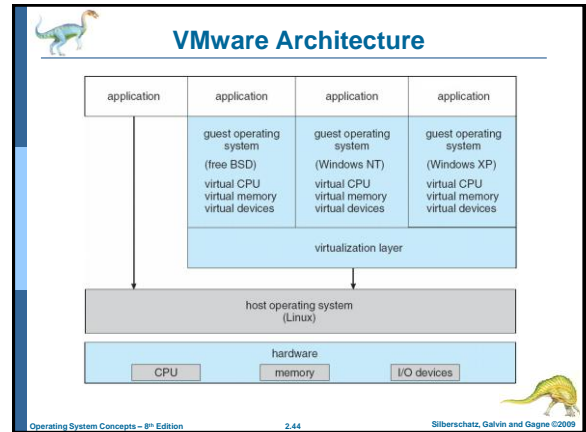 VMware Architecture
application
application
application
application
guest operating
system
(free BSD)
virtual CPU
virtual memory
virtual devices
guest operating
system
(Windows NT)
virtual CPU
virtual memory
virtual devices
guest operating
system
(Windows XP)
virtual CPU
virtual memory
virtual devices
virtualization layer
host operating system
(Linux)
hardware
CPU
memory
I/O devices
Operating System Concepts – 8th Edition
2.44
Silberschatz, Galvin and Gagne ©2009